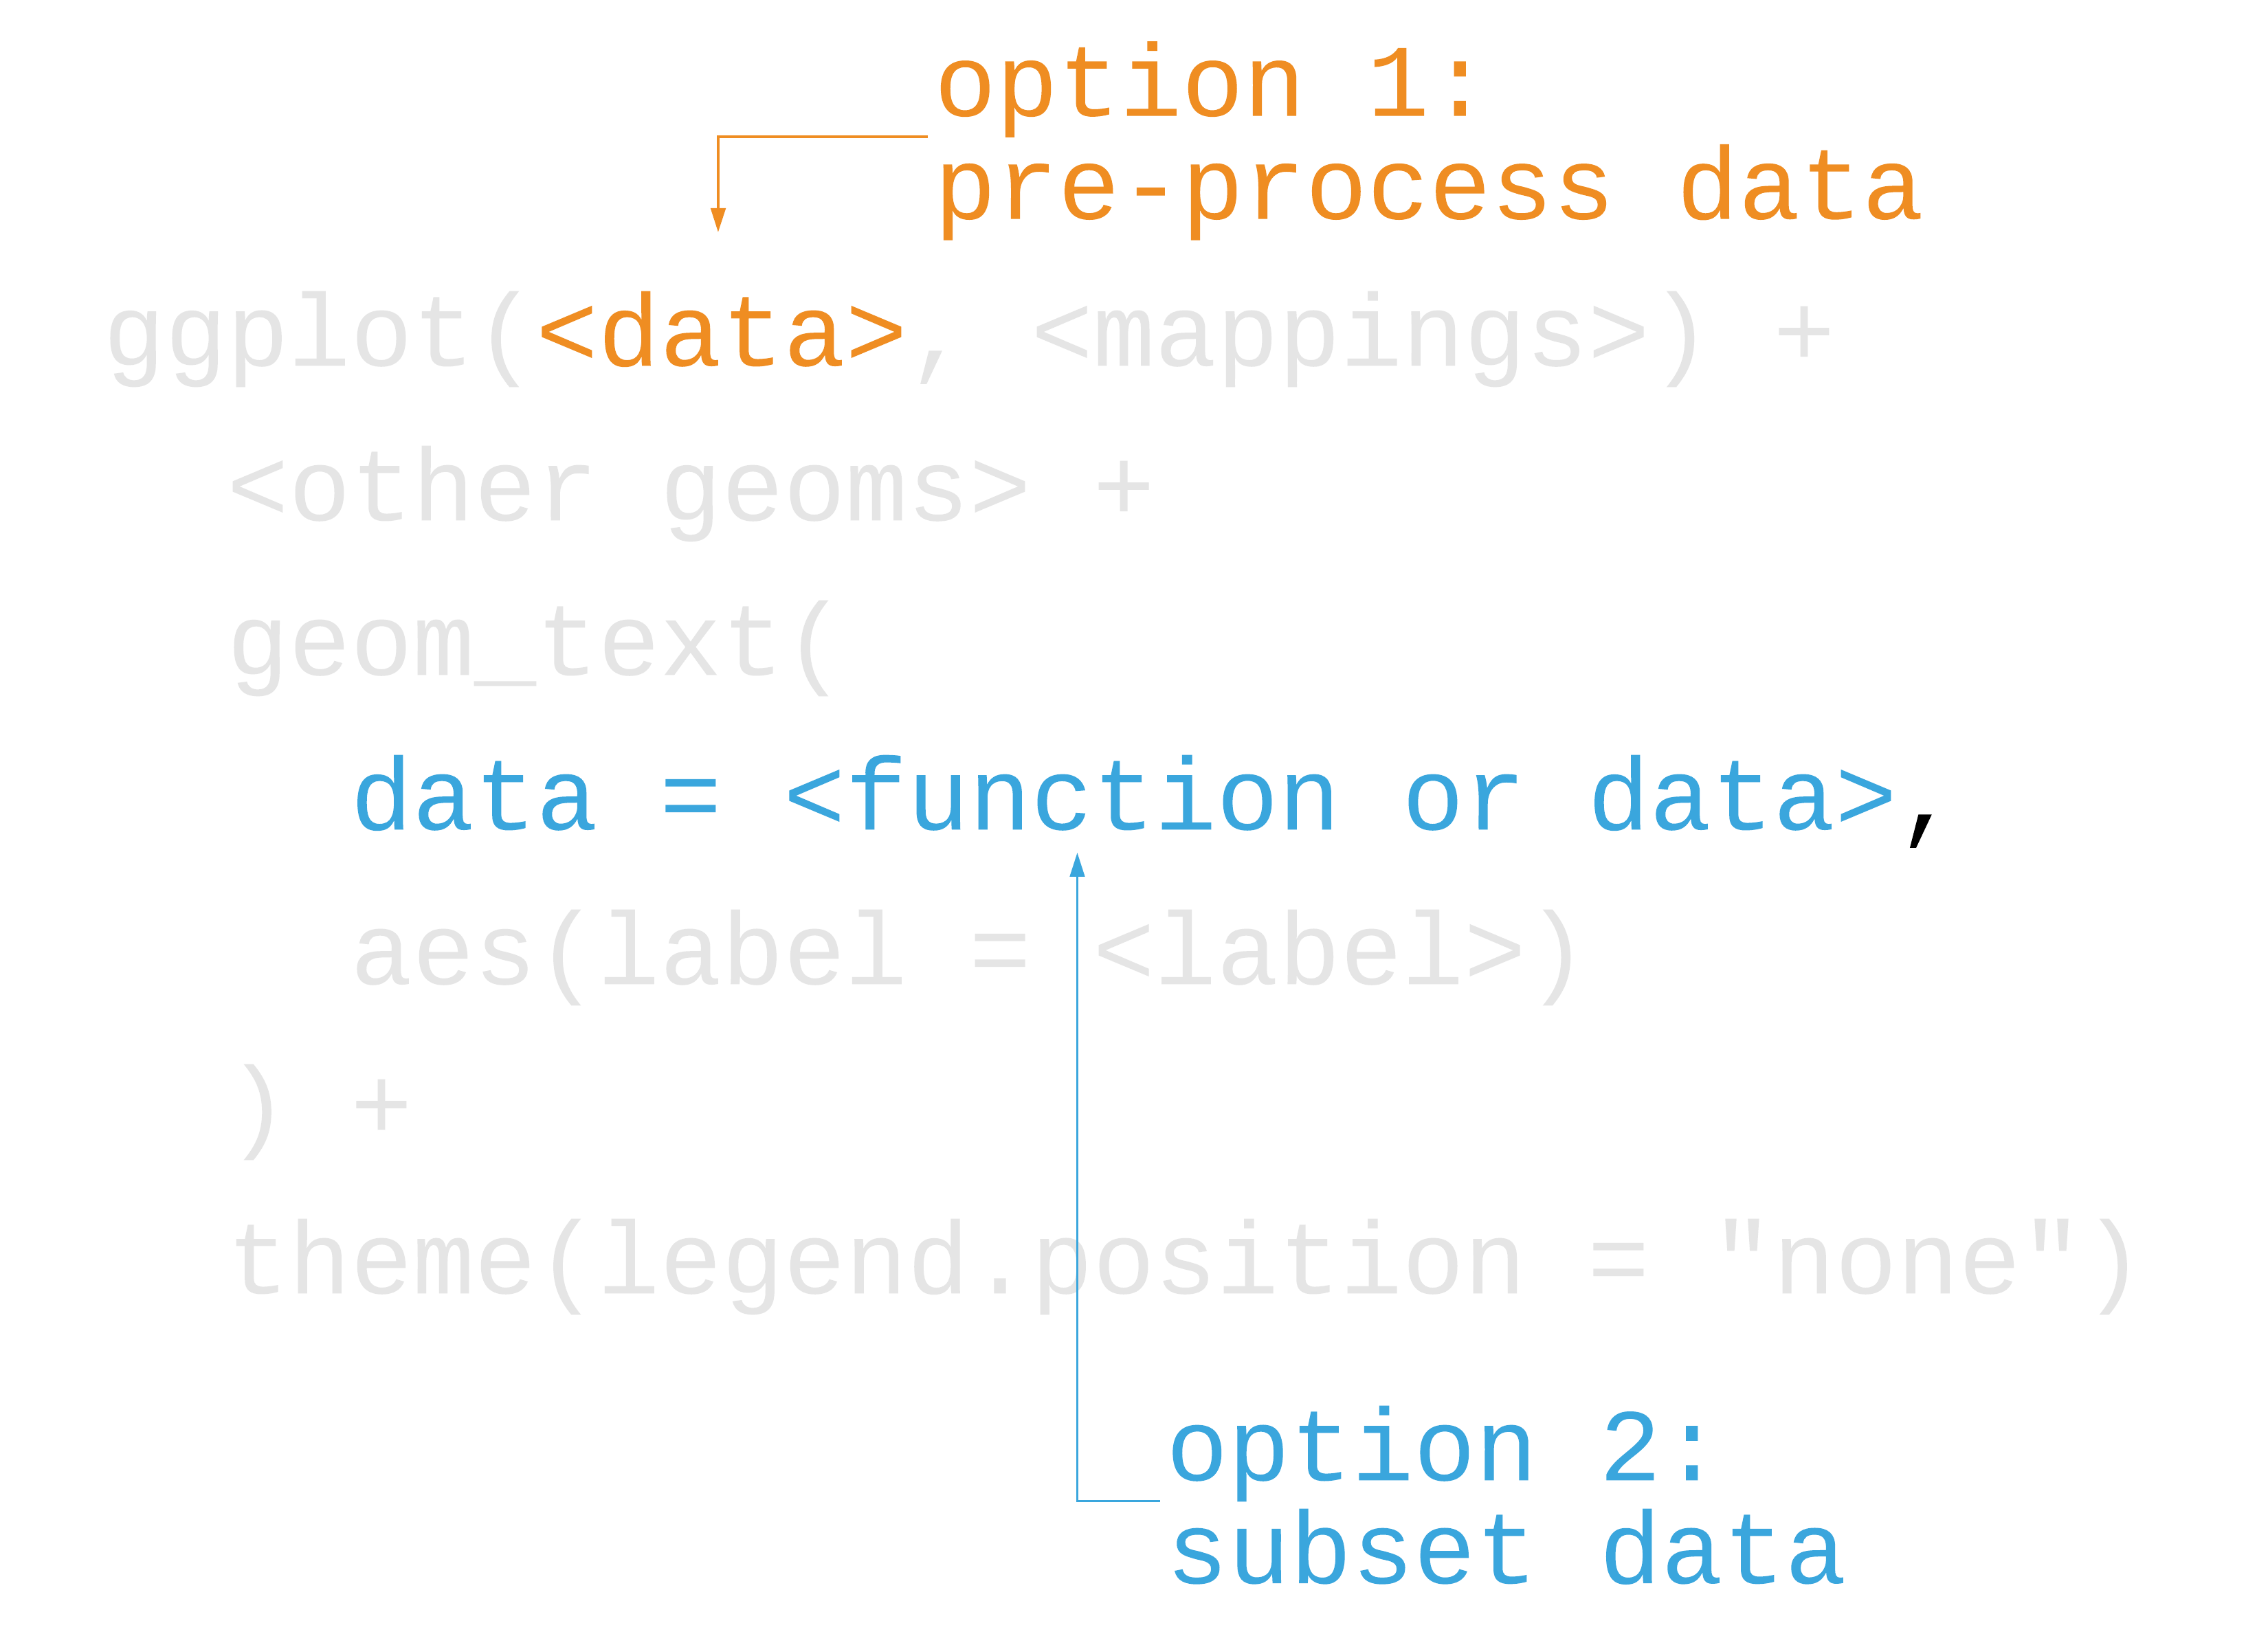 option 1:
pre-process data
ggplot(<data>, <mappings>) +
<other geoms> +
geom_text(
data = <function or data>,
aes(label = <label>)
) +
theme(legend.position = "none")
option 2:
subset data